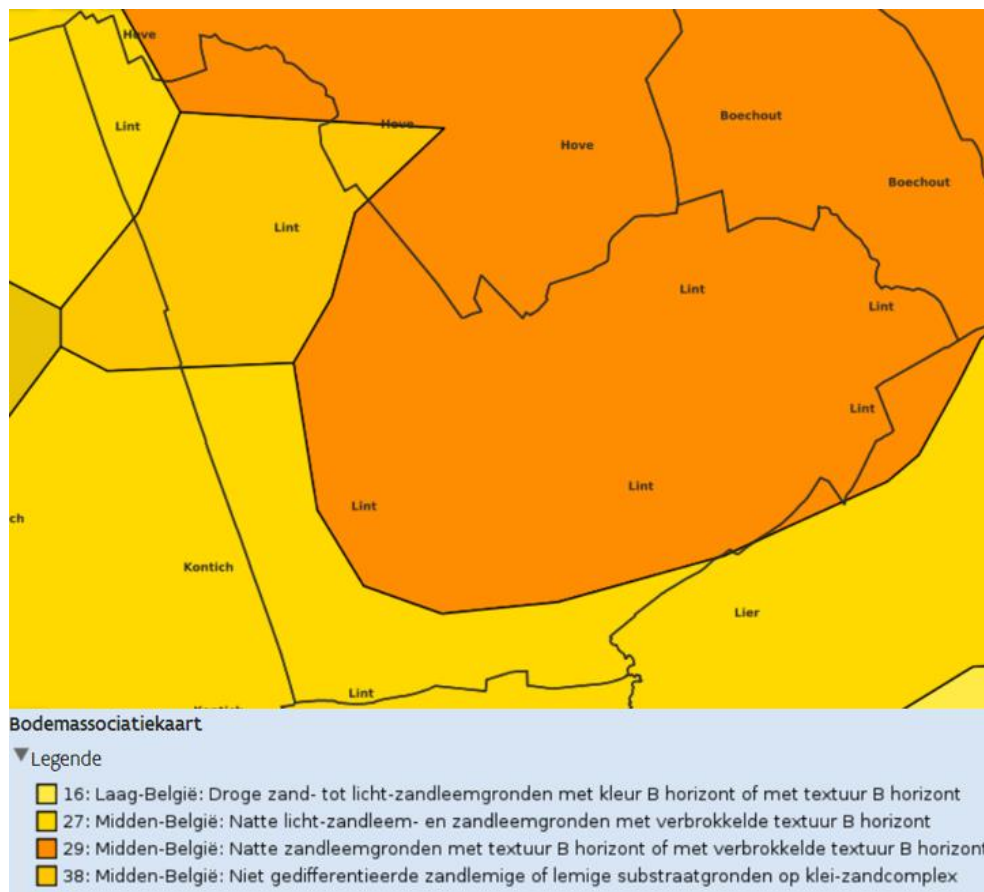 Hove
Lint
Hove
Boechout
Hove
Boechout
Lint
Lint
Lint
Lint
Lint
Lint
ch
Kontich
Lier
Lint
Bodemassociatiekaart
Legende
16: Laag-België: Droge zand- tot licht-zandleemgronden met kleur B horizont of met textuur B horizont
27: Midden-België: Natte licht-zandleem- en zandleemgronden met verbrokkelde textuur B horizont
29: Midden-België: Natte zandleemgronden met textuur B horizont of met verbrokkelde textuur B horizont
38: Midden-België: Niet gedifferentieerde zandlemige of lemige substraatgronden op klei-zandcomplex